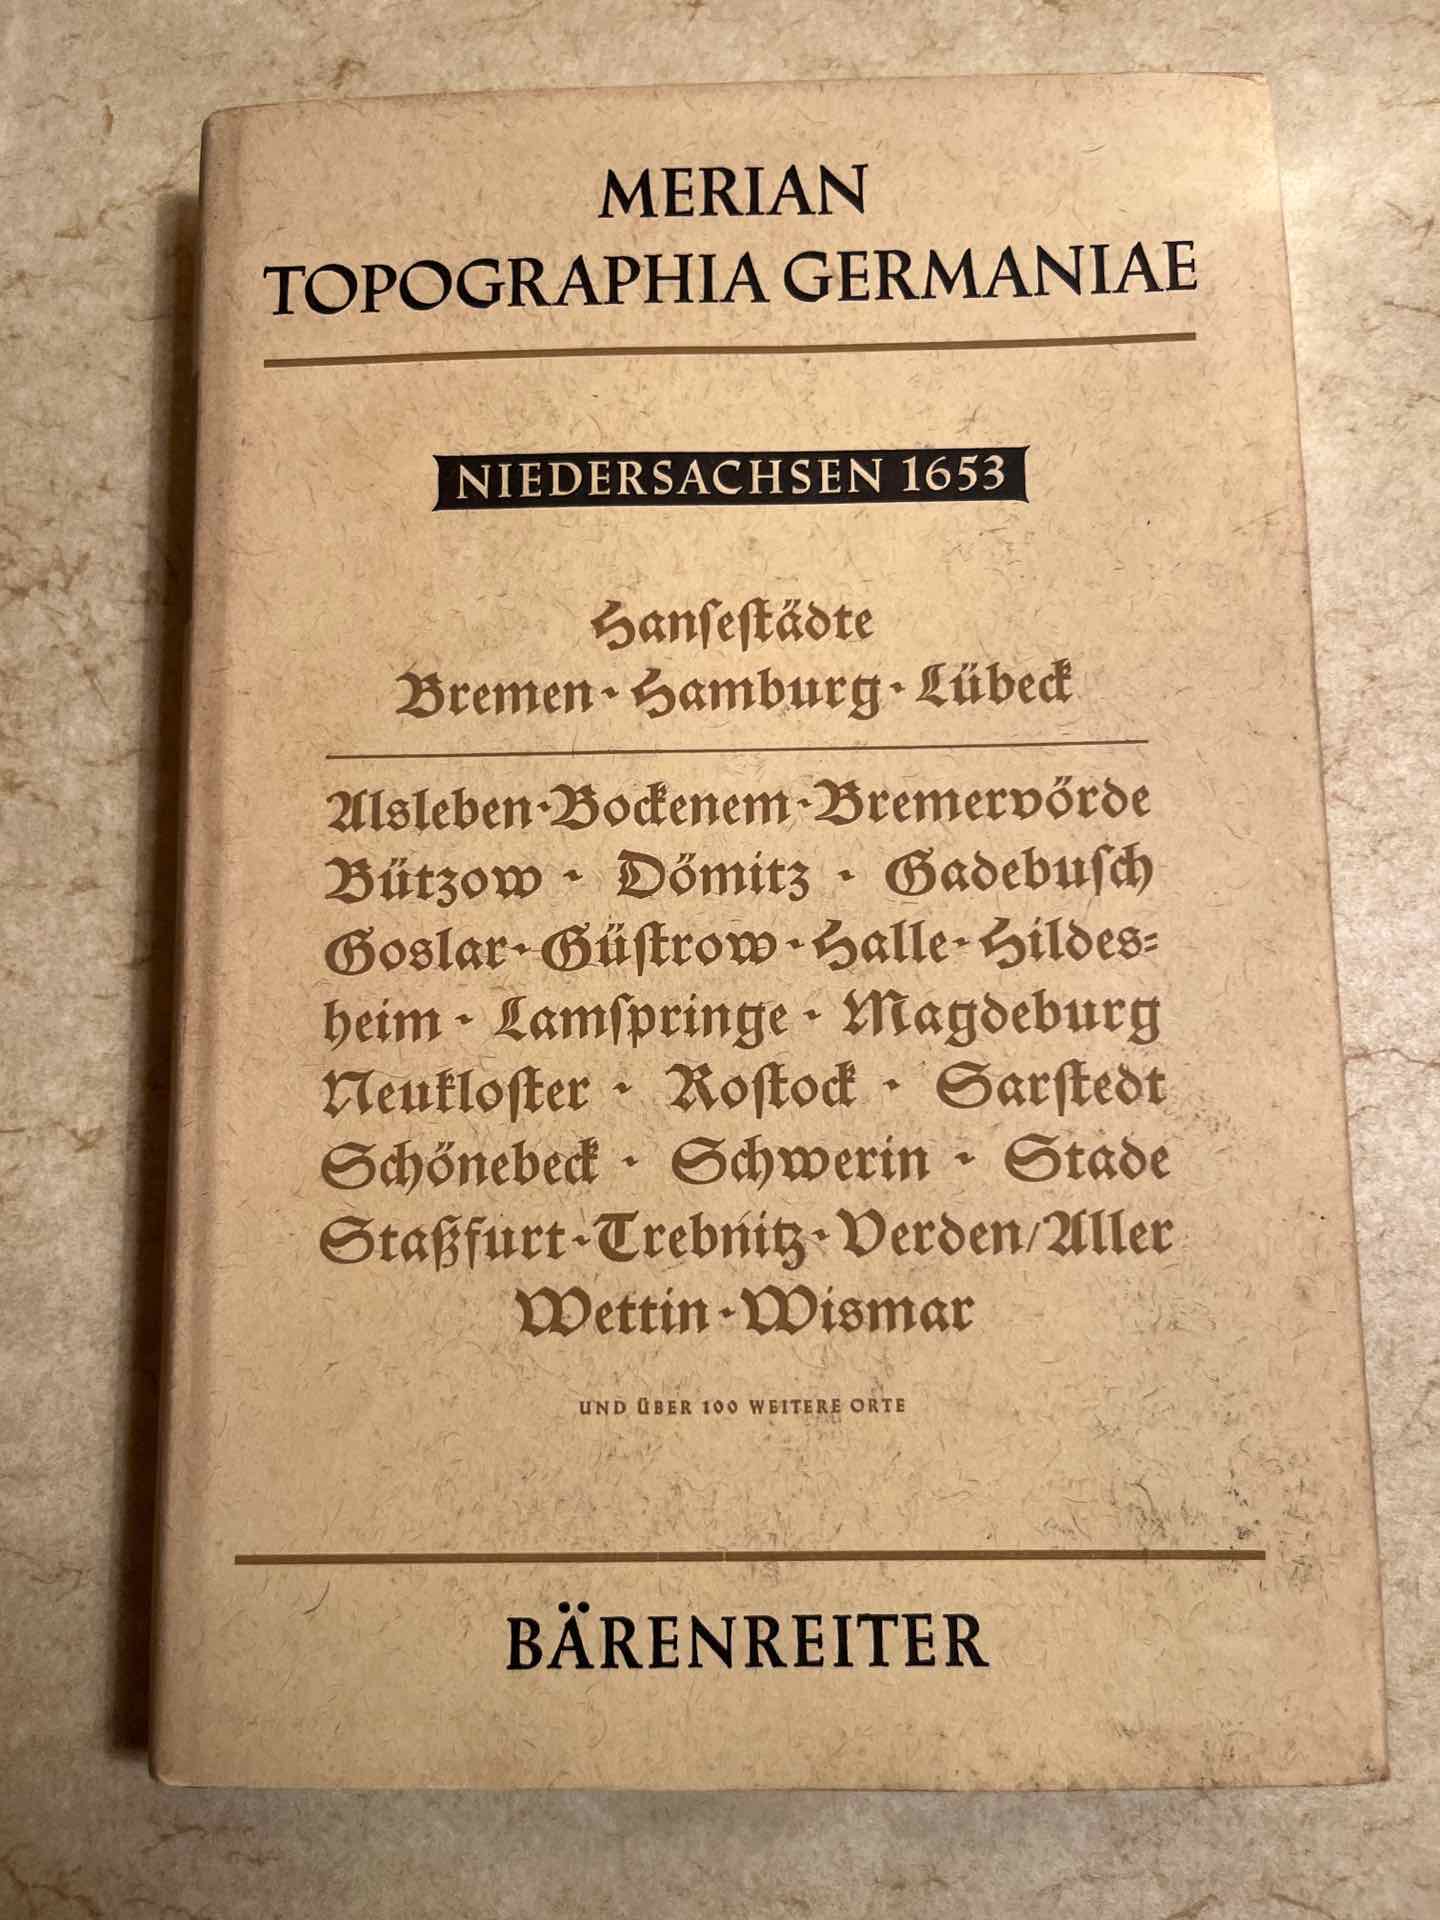 MERIAN
TOPOGRAPHIA GERMANIAE
NIEDERSACHSEN 1653
Hanſeſtädte
Bremen · Hamburg · Lübeck
Alsleben · Bockenem · Bremervörde
Bützow · Dömitz · Gadebuſch
Goslar · Güſtrow · Halle · Hildes=
heim · Lamſpringe · Magdeburg
Neukloſter · Roſtock · Sarſtedt
Schönebeck · Schwerin · Stade
Staßfurt · Trebnitz · Verden/Aller
Wettin · Wismar
UND ÜBER 100 WEITERE ORTE
BÄRENREITER